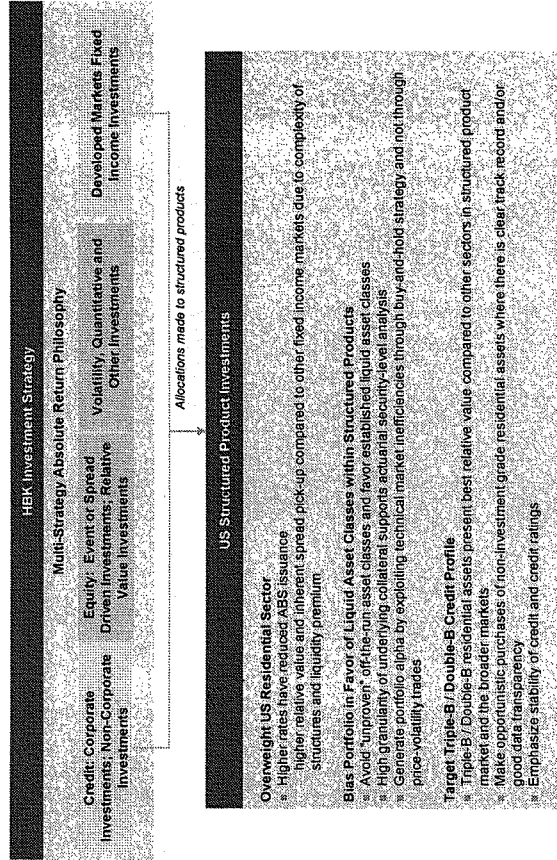 HBK Investment Strategy
Multi-Strategy Absolute Return Philosophy
Credit: Corporate
Investments; Non-Corporate
Investments
Equity: Event or Spread
Driven Investments; Relative
Value Investments
Volatility, Quantitative and
Other Investments
Developed Markets Fixed
Income Investments
Allocations made to structured products
US Structured Product Investments
Overweight US Residential Sector
Higher rates have reduced ABS issuance
higher relative value and inherent spread pick-up compared to other fixed income markets due to complexity of
structures and liquidity premium
Bias Portfolio in Favor of Liquid Asset Classes within Structured Products
Avoid "unproven" off-the-run asset classes and favor established liquid asset classes
High granularity of underlying collateral supports actuarial security-level analysis
Generate portfolio alpha by exploiting technical market inefficiencies through buy-and-hold strategy and not through
price-volatility trades
Target Triple-B / Double-B Credit Profile
Triple-B / Double-B residential assets present best relative value compared to other sectors in structured product
market and the broader markets
Make opportunistic purchases of non-investment grade residential assets where there is clear track record and/or
good data transparency
Emphasize stability of credit and credit ratings